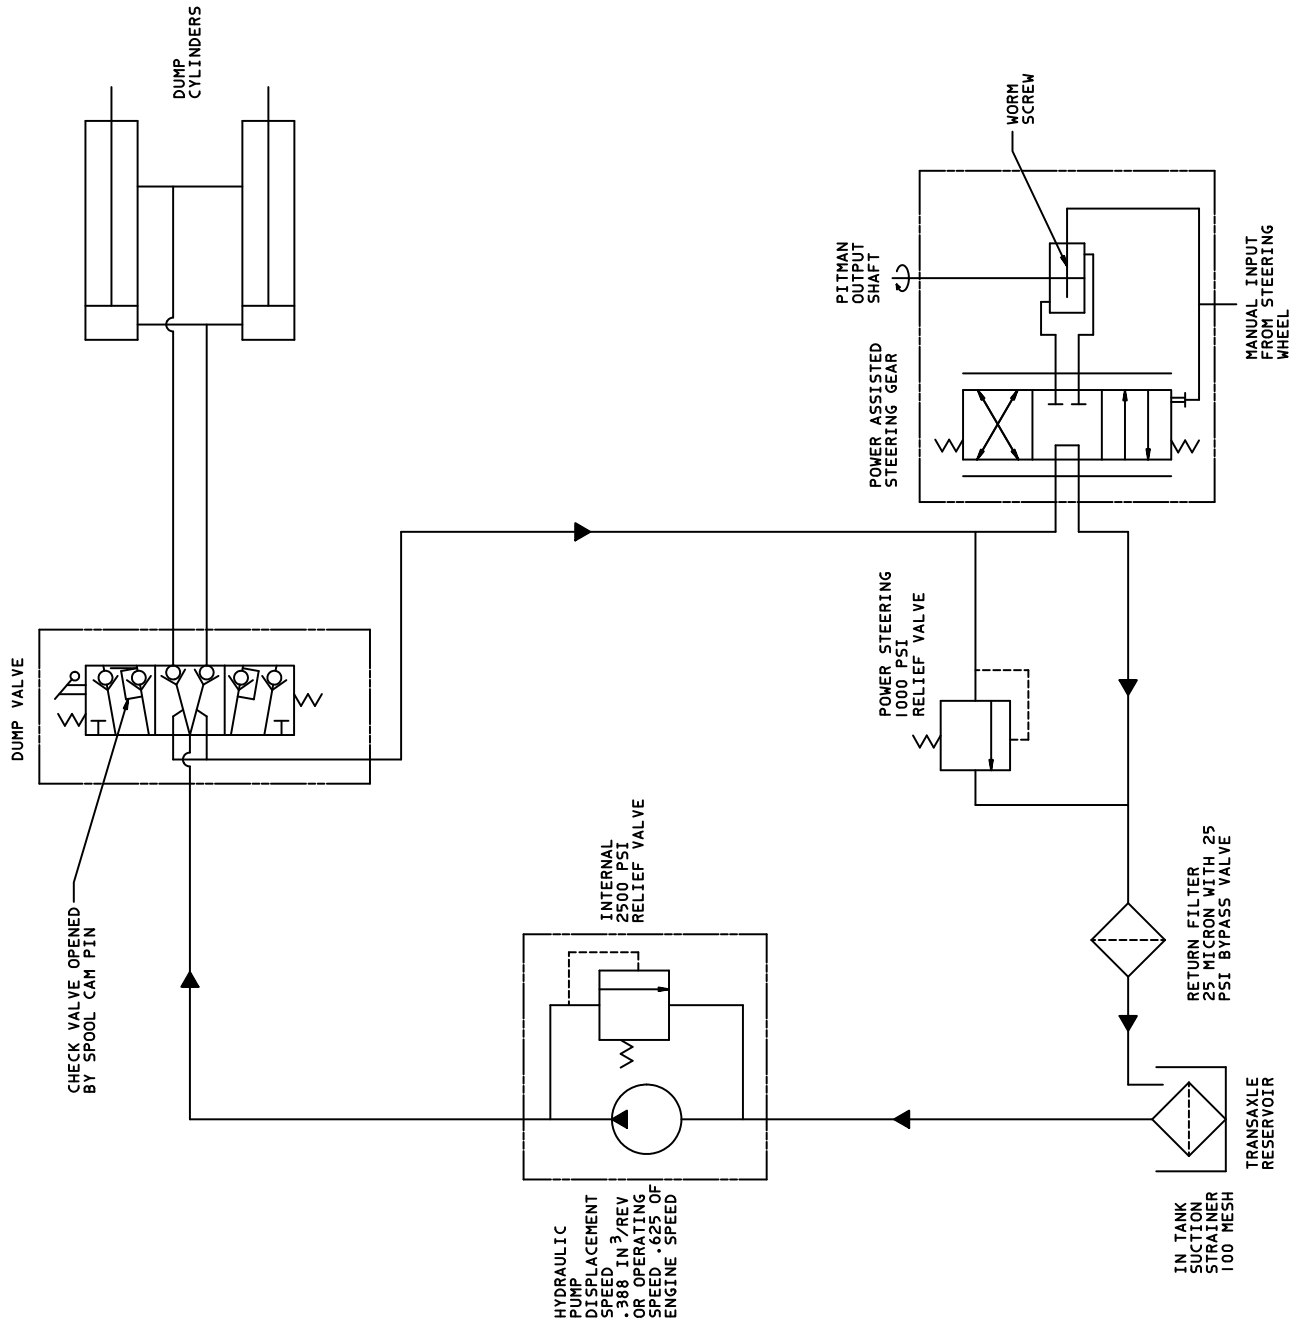 DUMP VALVE
DUMP
CYLINDERS
CHECK VALVE OPENED
BY SPOOL CAM PIN
HYDRAULIC
PUMP
DISPLACEMENT
SPEED
.388 IN³/REV
OR OPERATING
SPEED .625 OF
ENGINE SPEED
INTERNAL
2500 PSI
RELIEF VALVE
PITMAN
OUTPUT
SHAFT
POWER ASSISTED
STEERING GEAR
POWER STEERING
1000 PSI
RELIEF VALVE
WORM
SCREW
MANUAL INPUT
FROM STEERING
WHEEL
RETURN FILTER
25 MICRON WITH 25
PSI BYPASS VALVE
IN TANK
SUCTION
STRAINER
100 MESH
TRANSAXLE
RESERVOIR